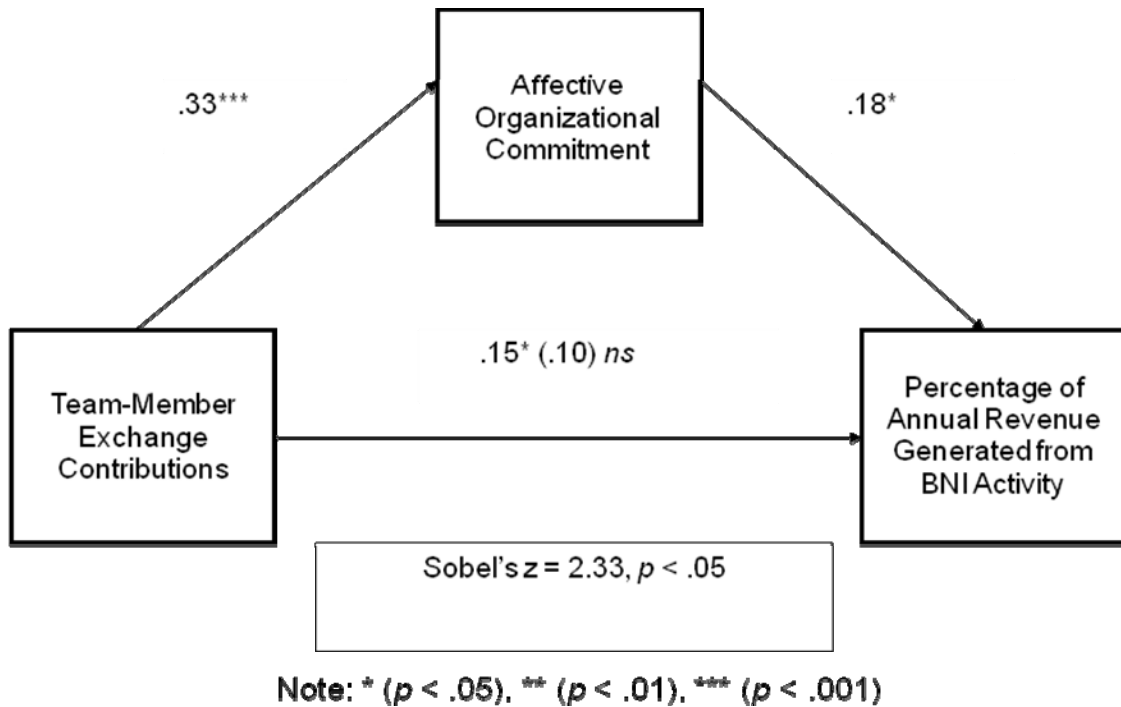 Affective
Organizational
Commitment
.33***
.18*
.15* (.10) ns
Team-Member
Exchange
Contributions
Percentage of
Annual Revenue
Generated from
BNI Activity
Sobel's z = 2.33, p < .05
Note: * (p < .05), ** (p < .01), *** (p < .001)